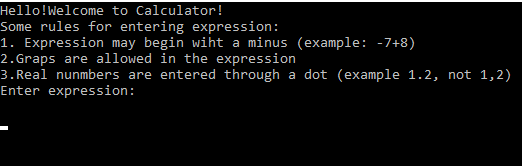 Hello!Welcome to Calculator!
Some rules for entering expression:
1. Expression may begin wiht a minus (example: -7+8)
2.Graps are allowed in the expression
3.Real nunmbers are entered through a dot (example 1.2, not 1,2)
Enter expression: